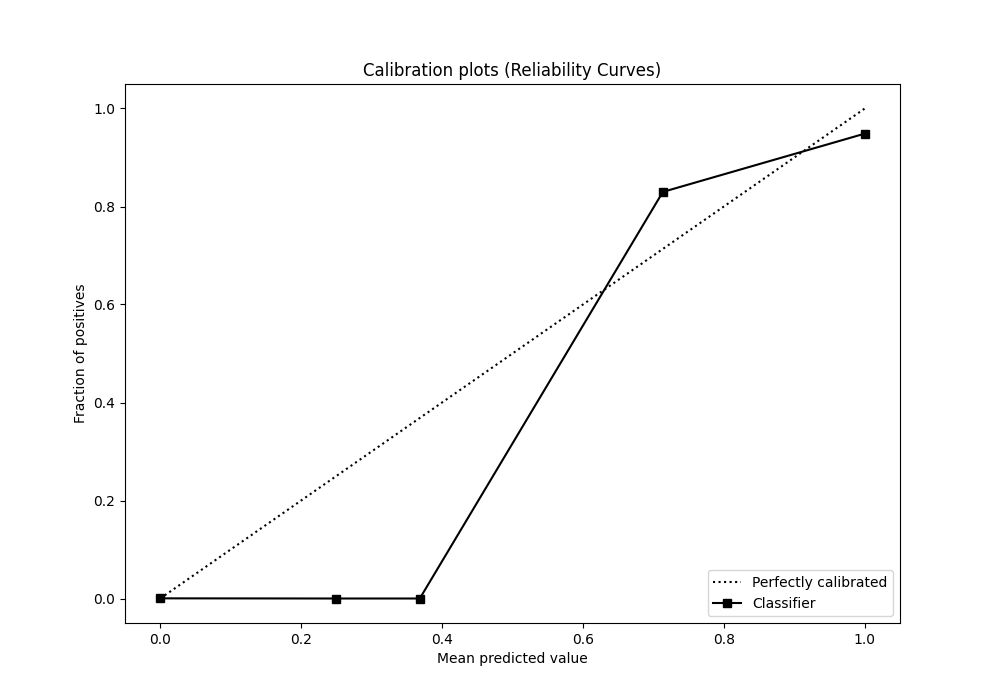 Calibration plots (Reliability Curves)
1.0
0.8
0.6
0.4
0.2
0.0
Fraction of positives
Perfectly calibrated
Classifier
0.0 0.2 0.4 0.6 0.8 1.0
Mean predicted value